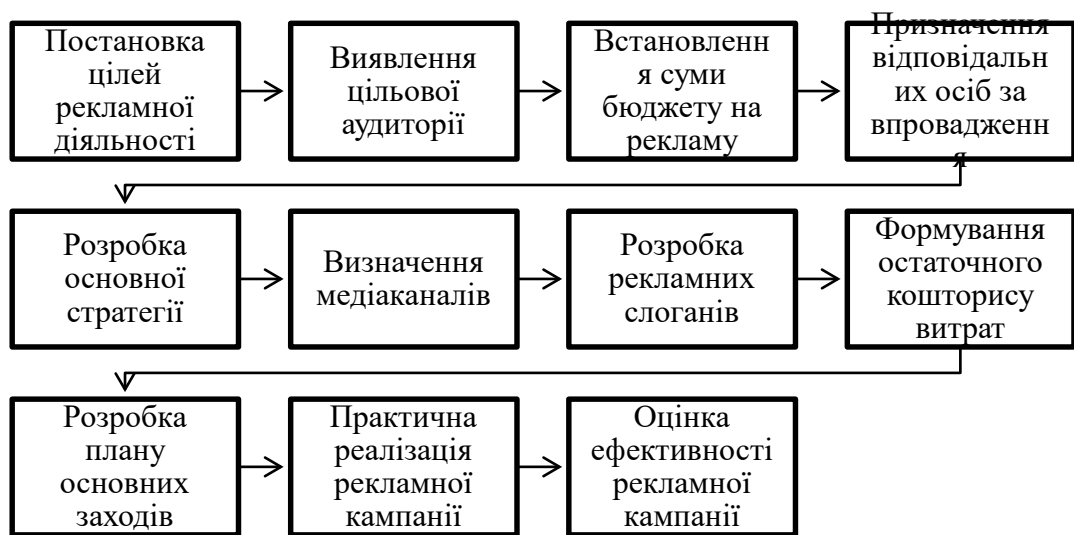 Постановка
цілей
рекламної
діяльності
Виявлення
цільової
аудиторії
Встановленн
я суми
бюджету на
рекламу
Призначення
відповідальн
их осіб за
впровадженн
я
Розробка
основної
стратегії
Визначення
медіаканалів
Розробка
рекламних
слоганів
Формування
остаточного
кошторису
витрат
Розробка
плану
основних
заходів
Практична
реалізація
рекламної
кампанії
Оцінка
ефективності
рекламної
кампанії